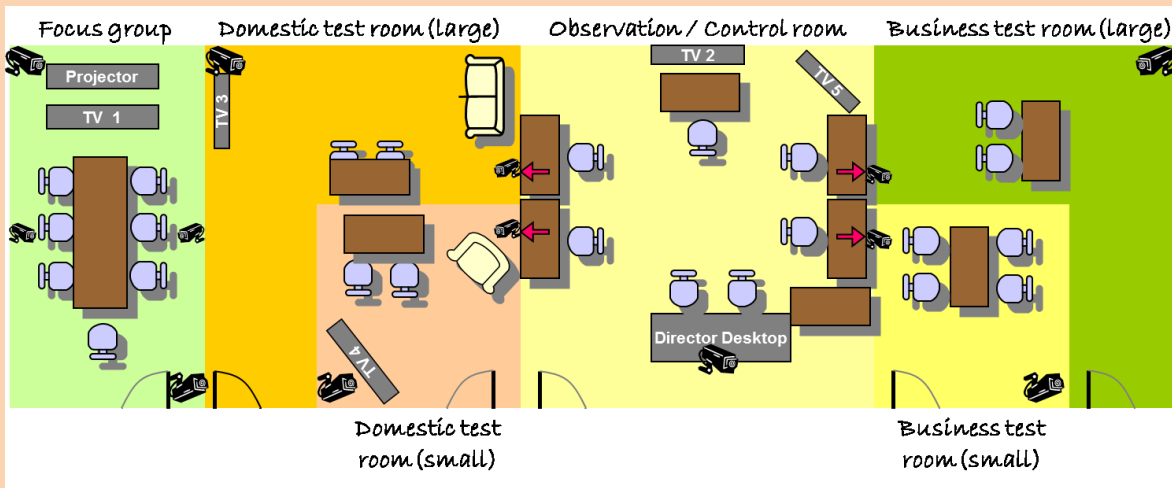 Focus group
Domestic test room (large)
Observation / Control room
Business test room (large)
Projector
TV 1
TV 3
TV 2
TV 5
Director Desktop
TV 4
Domestic test
room (small)
Business test
room (small)